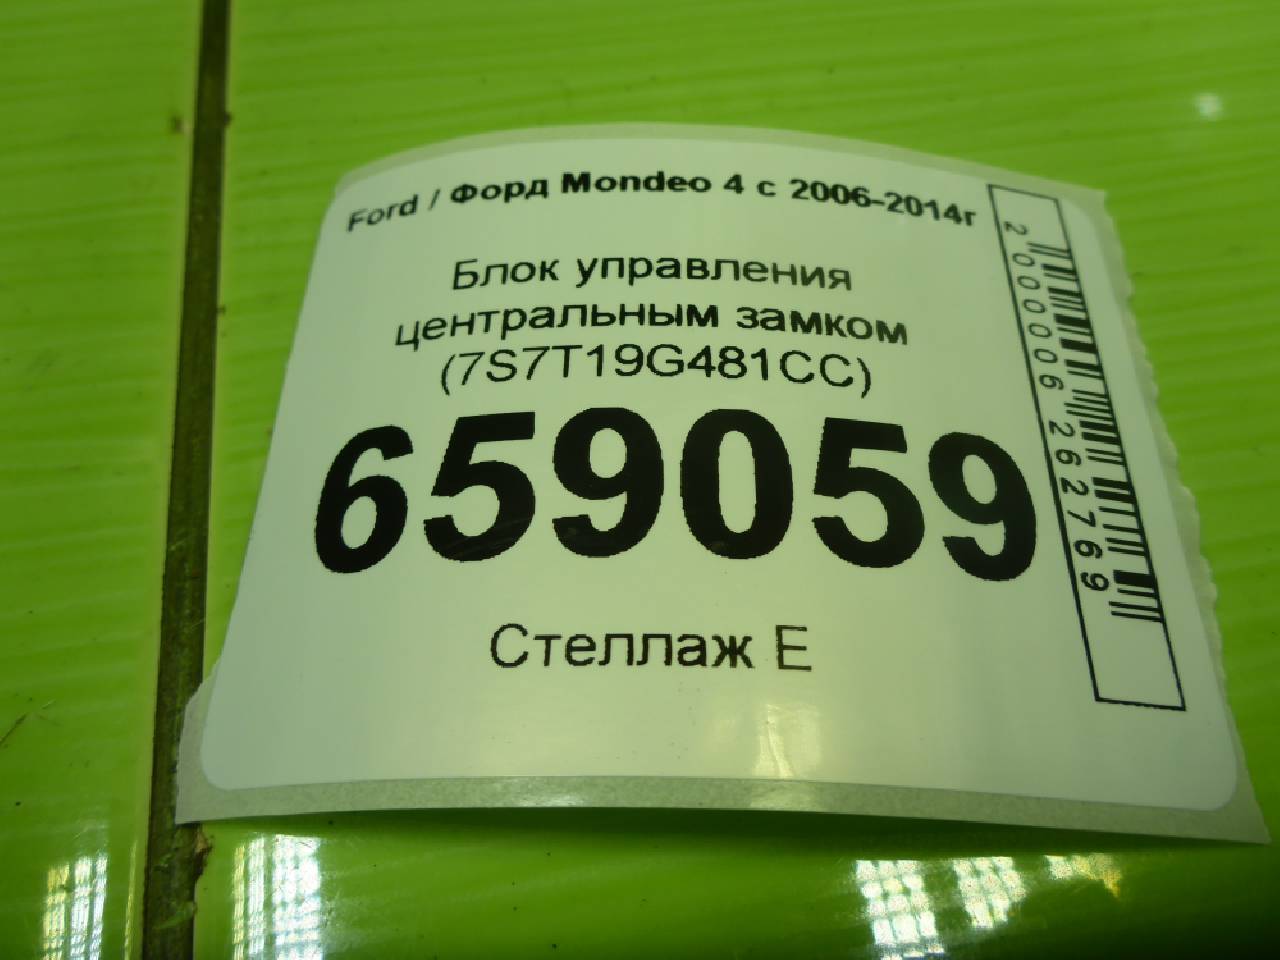 Ford / Форд Mondeo 4 с 2006-2014г
Блок управления
центральным замком
(7S7T19G481CC)
659059
Стеллаж Е
2000006262769